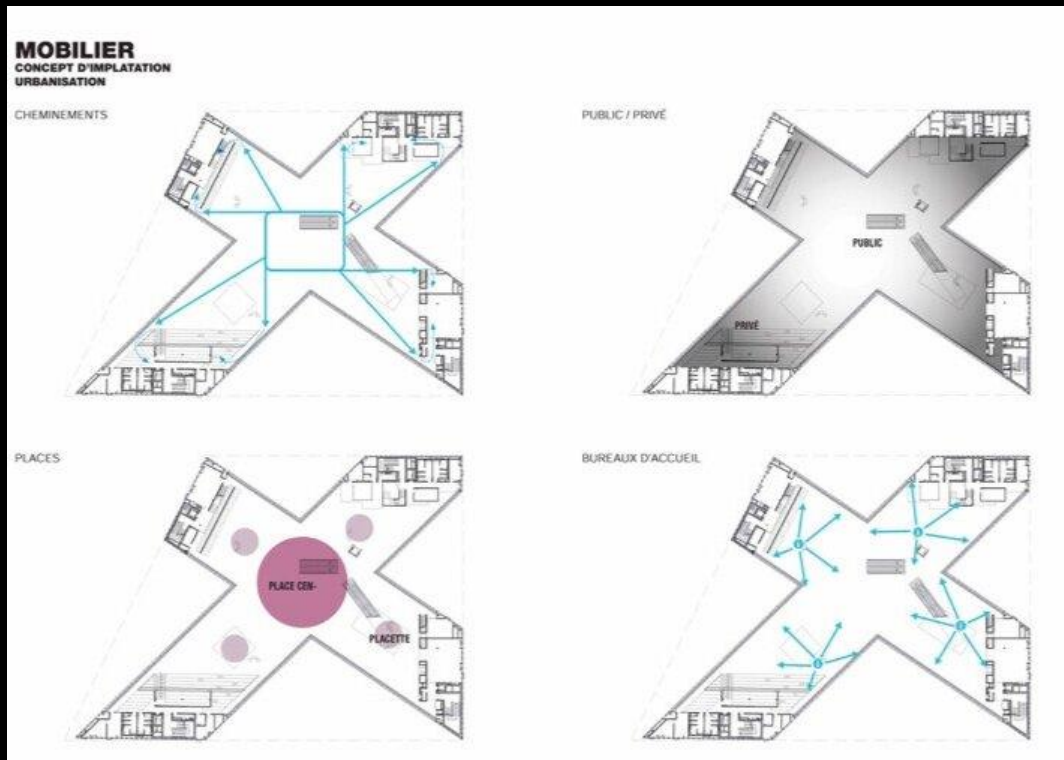 MOBILIER
CONCEPT D'IMPLATATION
URBANISATION
CHEMINEMENTS
PUBLIC / PRIVÉ
PUBLIC
PRIVÉ
PLACES
PLACE CEN-
PLACETTE
BUREAUX D'ACCUEIL
i
i
i
i